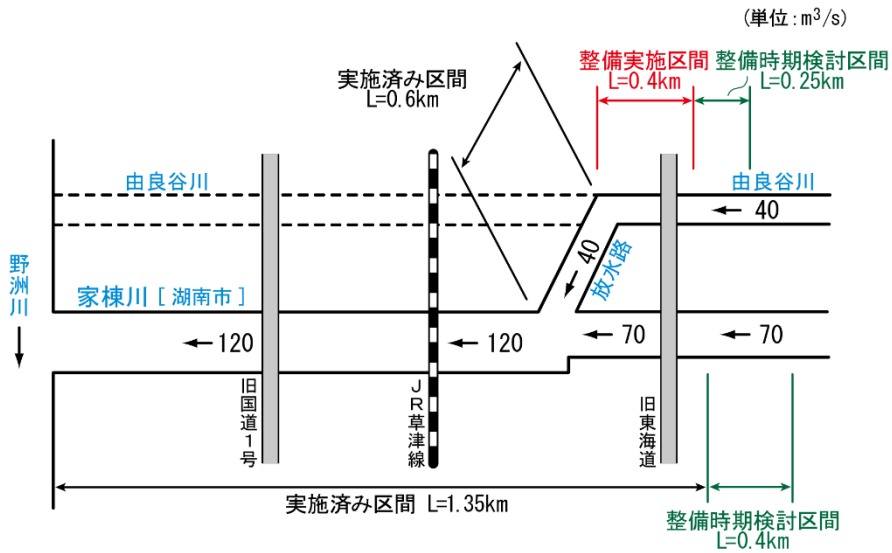 (単位:m³/s)
整備実施区間
L=0.4km
整備時期検討区間
L=0.25km
実施済み区間
L=0.6km
由良谷川
由良谷川
← 40
40
放水路
野洲川
家棟川[湖南市]
← 120
← 120
← 70
← 70
旧国道1号
JR草津線
旧東海道
実施済み区間 L=1.35km
整備時期検討区間
L=0.4km